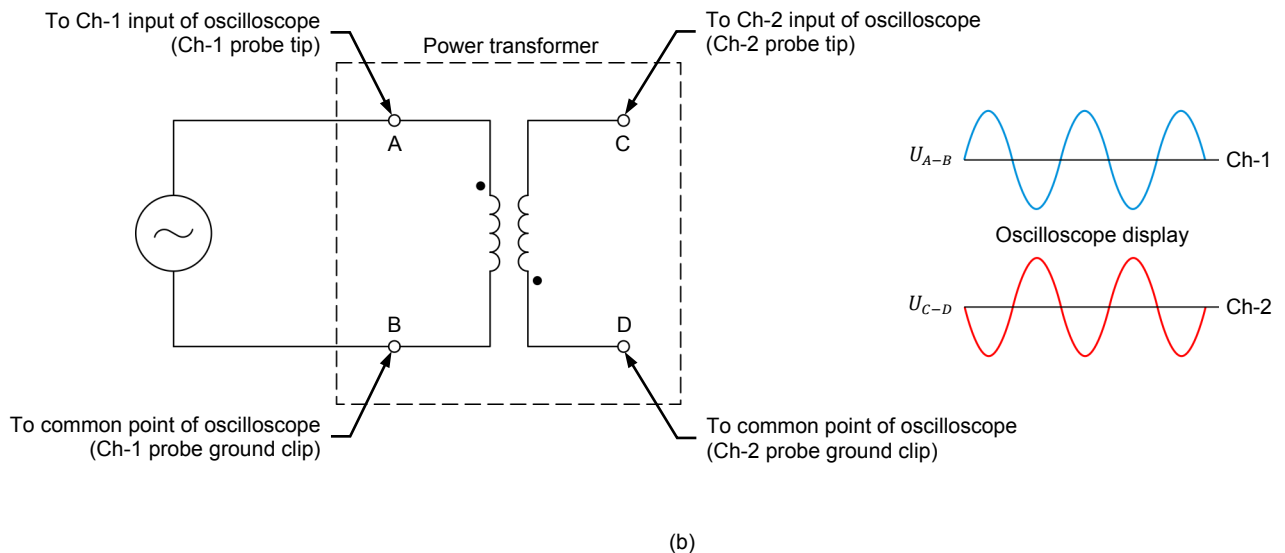 To Ch-1 input of oscilloscope
(Ch-1 probe tip)
Power transformer
To Ch-2 input of oscilloscope
(Ch-2 probe tip)
A
C
B
D
U_{A-B}
Ch-1
Oscilloscope display
U_{C-D}
Ch-2
To common point of oscilloscope
(Ch-1 probe ground clip)
To common point of oscilloscope
(Ch-2 probe ground clip)
(b)